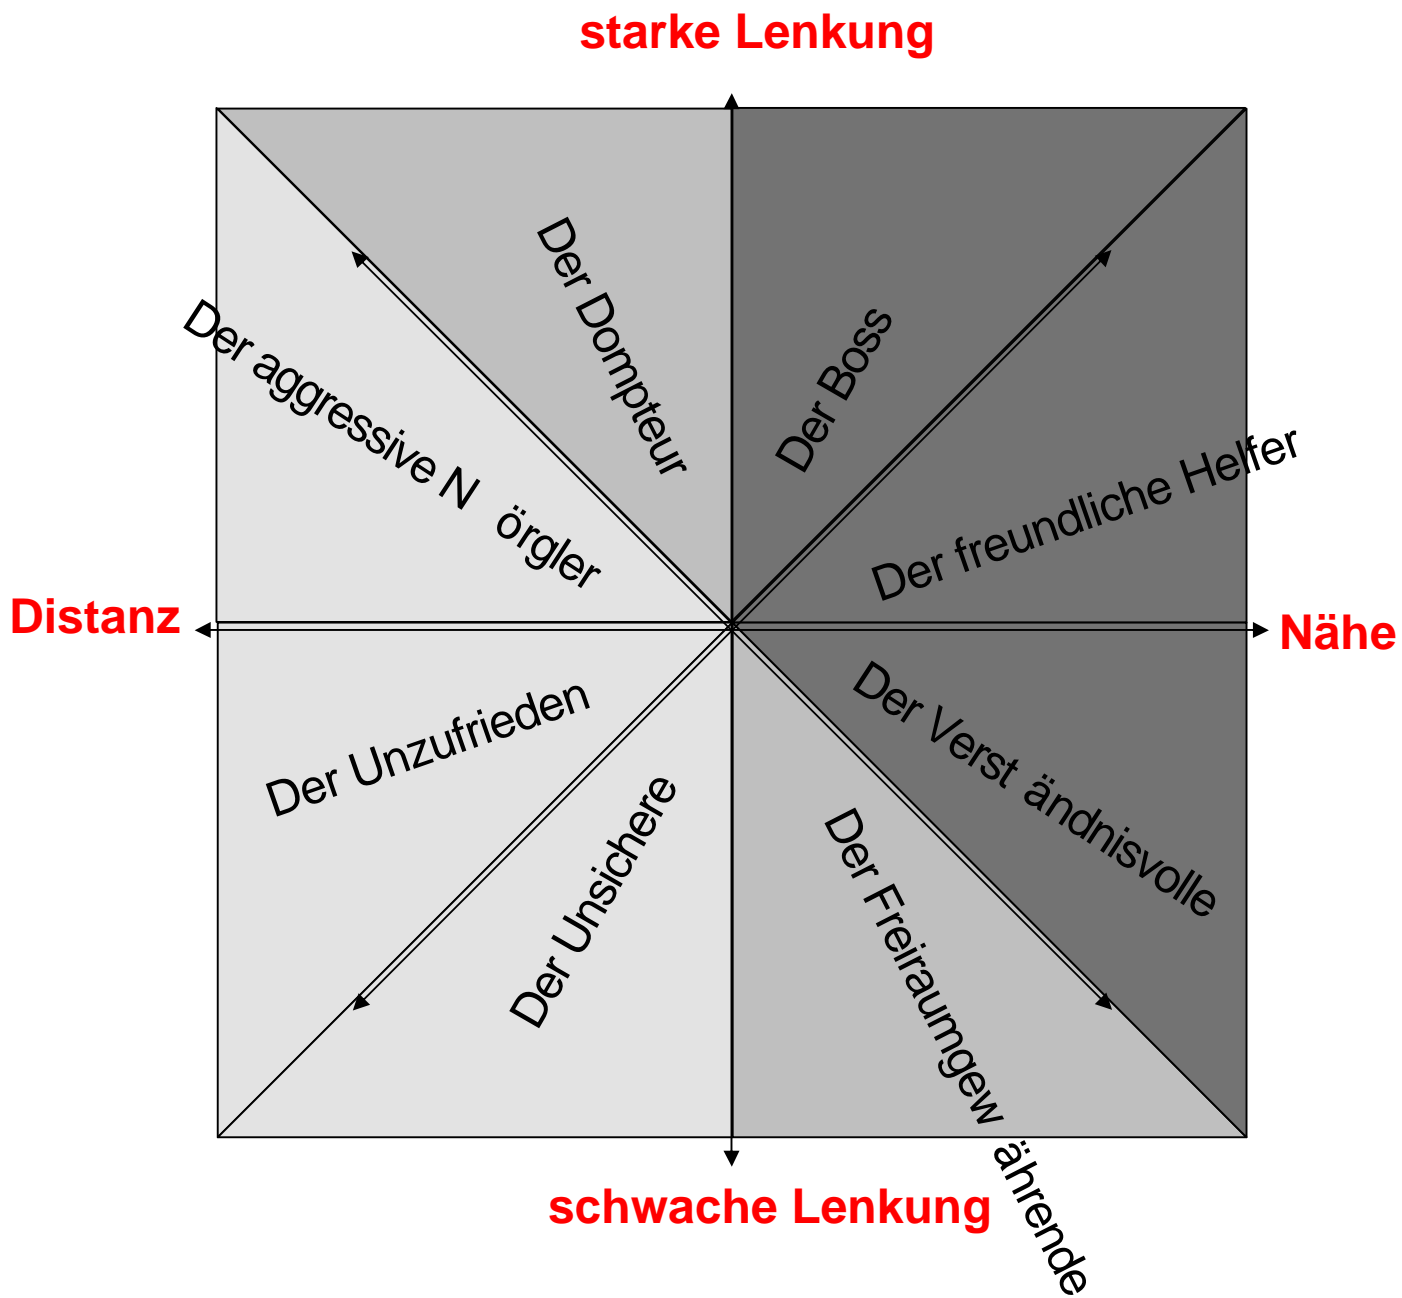 starke Lenkung
Der Dompteur
Der Boss
Der aggressive N örgler
Der freundliche Helfer
Distanz
Nähe
Der Unzufrieden
Der Verst ändnisvolle
Der Unsichere
Der Freiraumgew ährende
schwache Lenkung